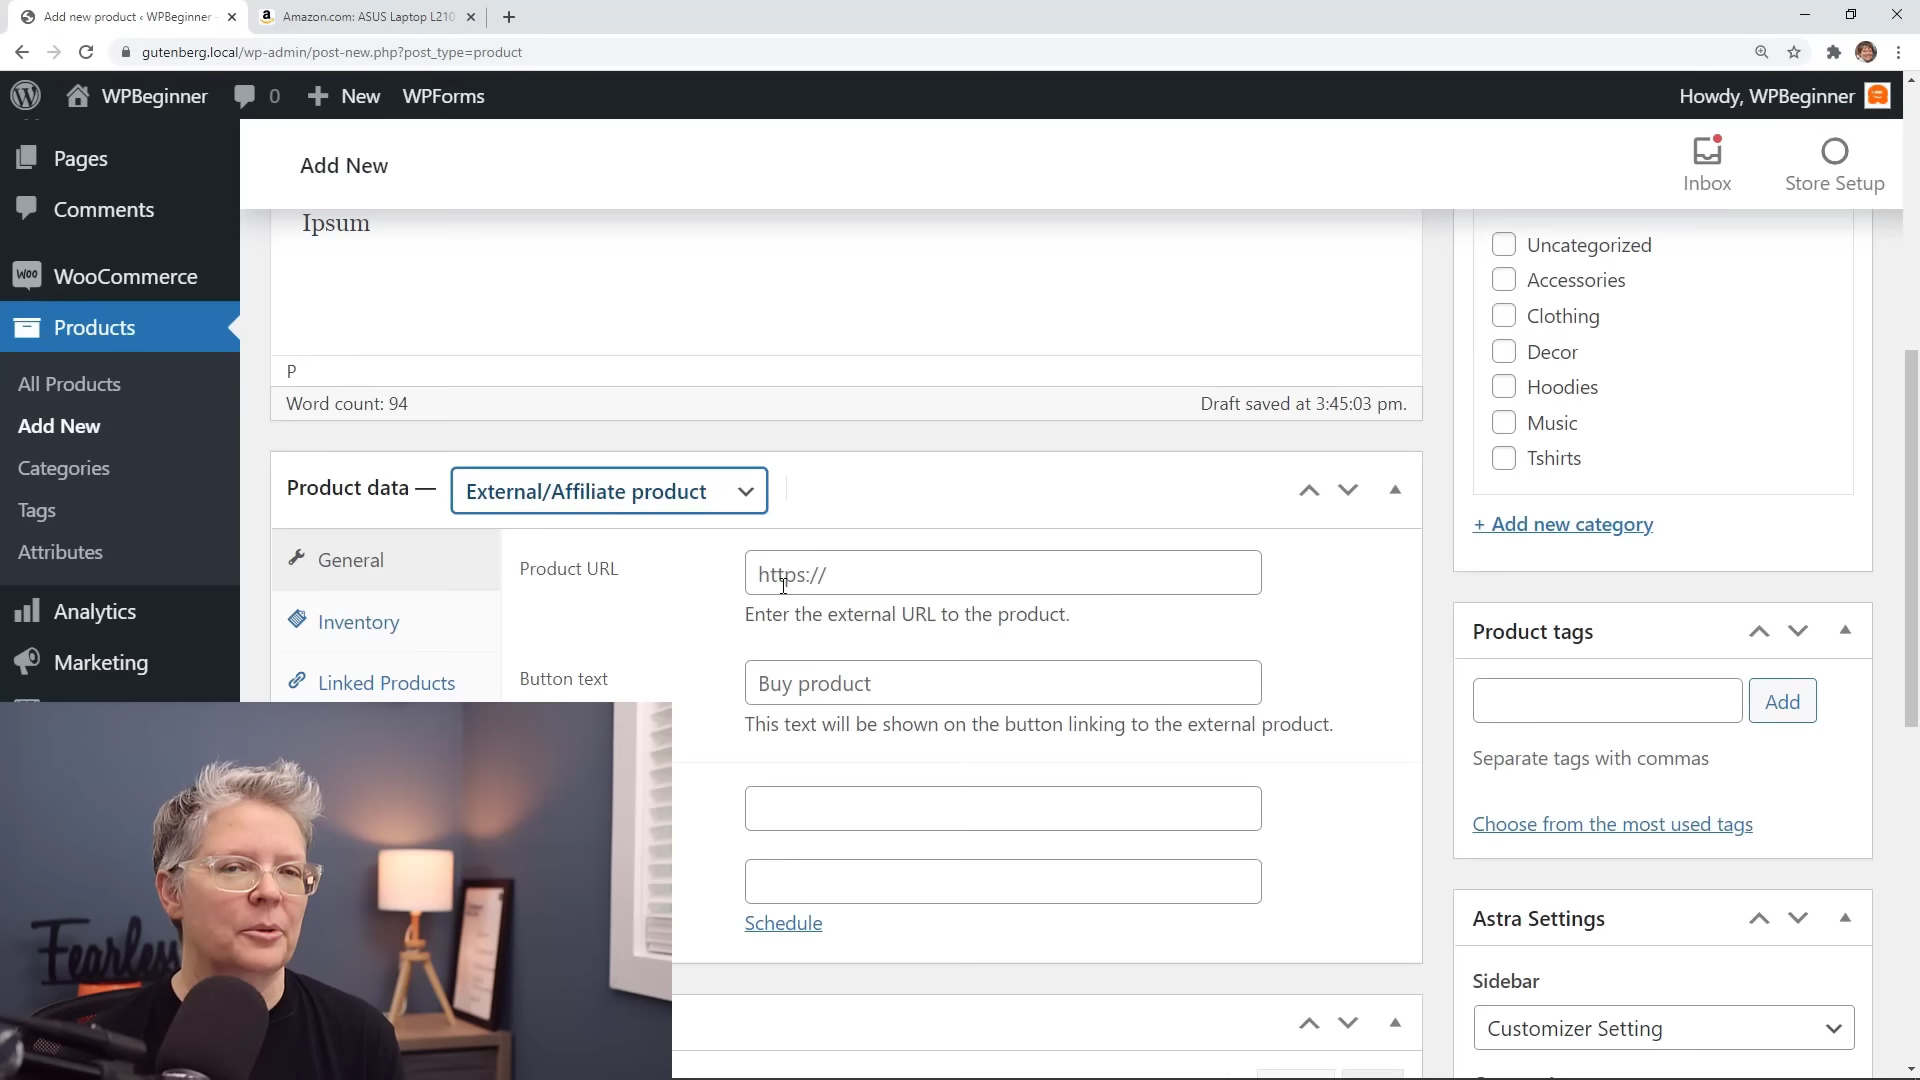 Add new product ‹ WPBeginner
Amazon.com: ASUS Laptop L210
gutenberg.local/wp-admin/post-new.php?post_type=product
WPBeginner
0
New
WPForms
Howdy, WPBeginner
Pages
Comments
WooCommerce
Products
All Products
Add New
Categories
Tags
Attributes
Analytics
Marketing
Add New
Inbox
Store Setup
Ipsum
P
Word count: 94
Draft saved at 3:45:03 pm.
Product data —
External/Affiliate product
General
Inventory
Linked Products
Product URL
https://
Enter the external URL to the product.
Button text
Buy product
This text will be shown on the button linking to the external product.
Schedule
Uncategorized
Accessories
Clothing
Decor
Hoodies
Music
Tshirts
+ Add new category
Product tags
Add
Separate tags with commas
Choose from the most used tags
Astra Settings
Sidebar
Customizer Setting
Fearless
Woo